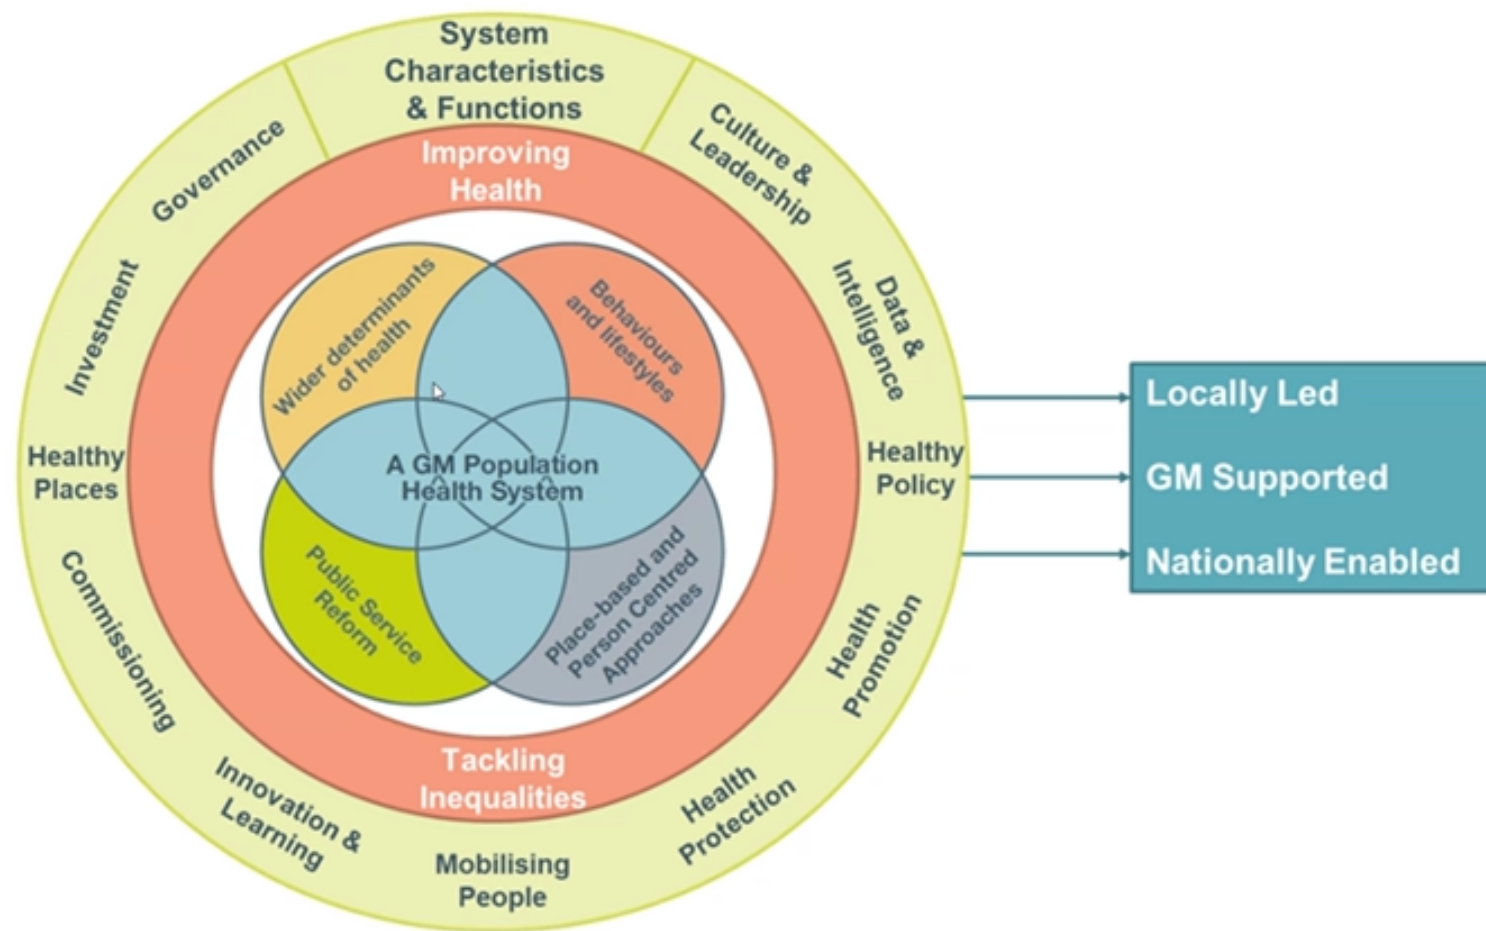 System
Characteristics
& Functions
Culture &
Leadership
Data &
Intelligence
Healthy
Policy
Health
Promotion
Health
Protection
Mobilising
People
Innovation &
Learning
Commissioning
Healthy
Places
Investment
Governance
Improving
Health
Tackling
Inequalities
Wider determinants
of health
Behaviours
and lifestyles
A GM Population
Health System
Public Service
Reform
Place-based and
Person Centred
Approaches
Locally Led
GM Supported
Nationally Enabled